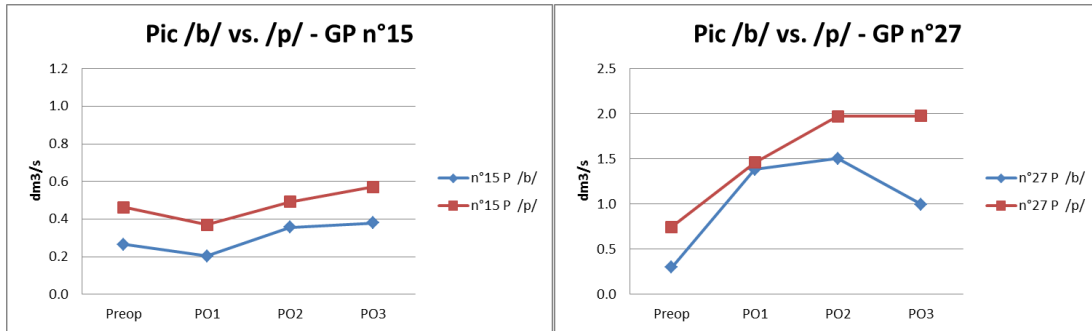 Pic /b/ vs. /p/ - GP n°15
dm3/s
1.2
1.0
0.8
0.6
0.4
0.2
0.0
Preop PO1 PO2 PO3
n°15 P /b/
n°15 P /p/
Pic /b/ vs. /p/ - GP n°27
dm3/s
2.5
2.0
1.5
1.0
0.5
0.0
Preop PO1 PO2 PO3
n°27 P /b/
n°27 P /p/